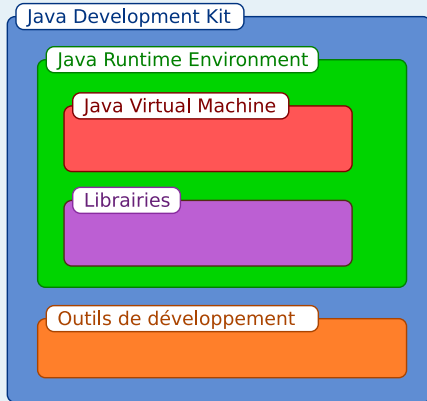 Java Development Kit
Java Runtime Environment
Java Virtual Machine
Librairies
Outils de développement